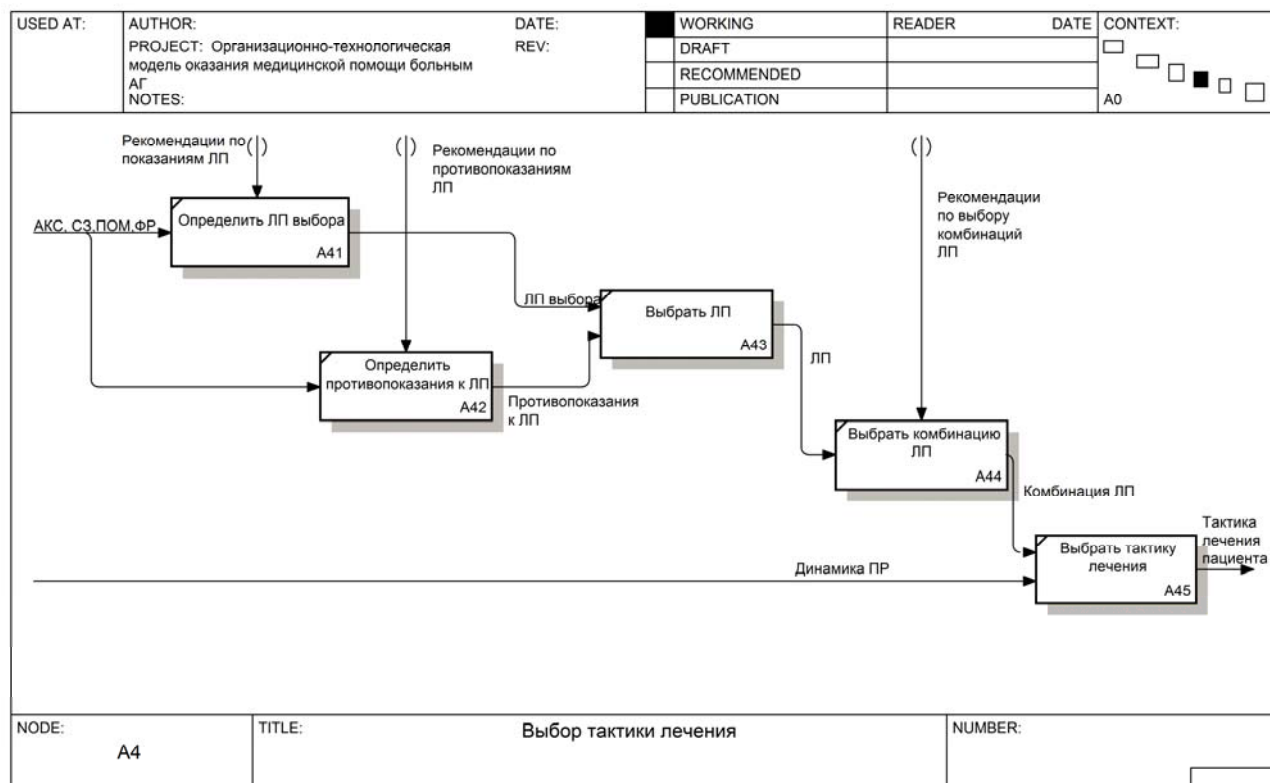 USED AT:
AUTHOR:
DATE:
PROJECT: Организационно-технологическая
REV:
модель оказания медицинской помощи больным
АГ
NOTES:
WORKING
DRAFT
RECOMMENDED
PUBLICATION
READER
DATE
CONTEXT:
A0
Рекомендации по
показаниям ЛП
Рекомендации по
противопоказаниям
ЛП
Рекомендации
по выбору
комбинаций
ЛП
АКС, СЗ,ПОМ,ФР
Определить ЛП выбора
A41
ЛП выбора
Выбрать ЛП
A43
ЛП
Определить
противопоказания к ЛП
A42
Противопоказания
к ЛП
Выбрать комбинацию
ЛП
A44
Комбинация ЛП
Динамика ПР
Выбрать тактику
лечения
A45
Тактика
лечения
пациента
NODE:
A4
TITLE:
Выбор тактики лечения
NUMBER: